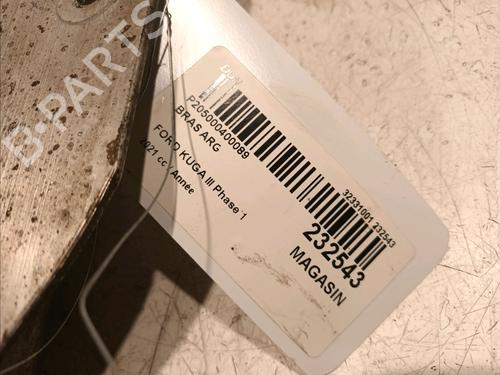 B-PARTS
P205000400089
BRAS ARG
FORD KUGA III Phase 1
2021 cc Année
32331001 232543
232543
MAGASIN